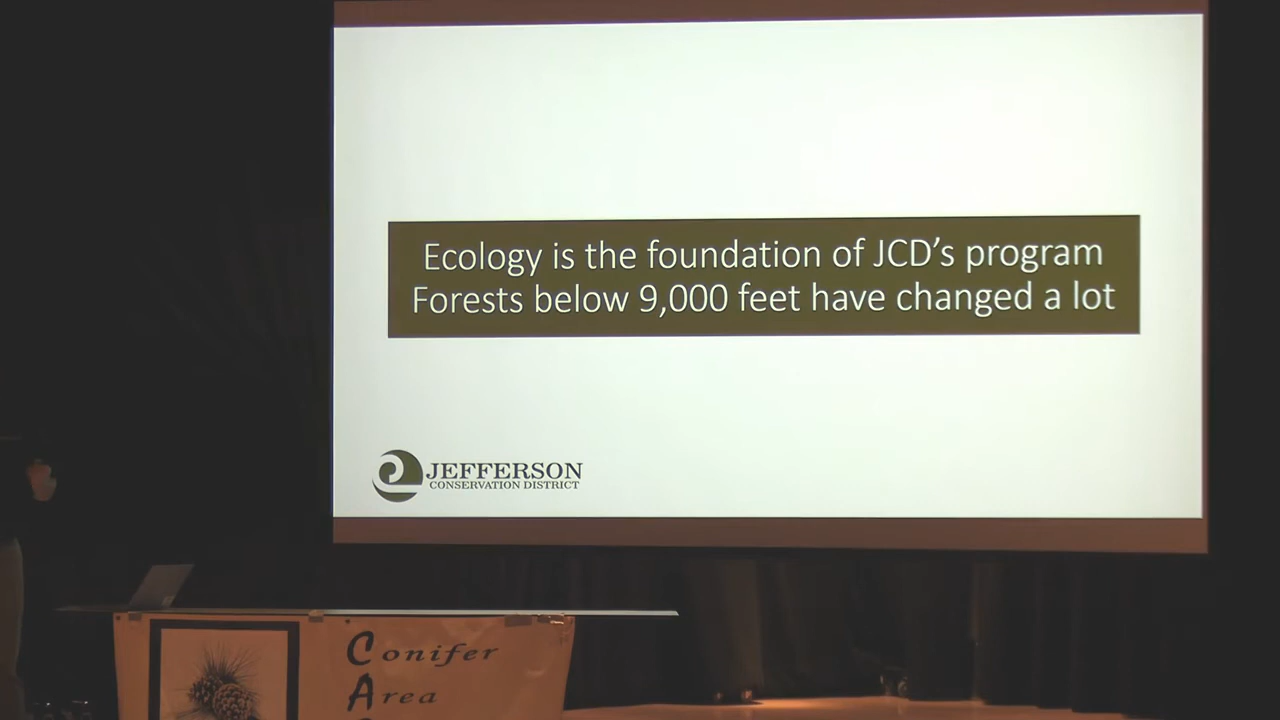 Ecology is the foundation of JCD's program
Forests below 9,000 feet have changed a lot
JEFFERSON
CONSERVATION DISTRICT
Conifer
Area